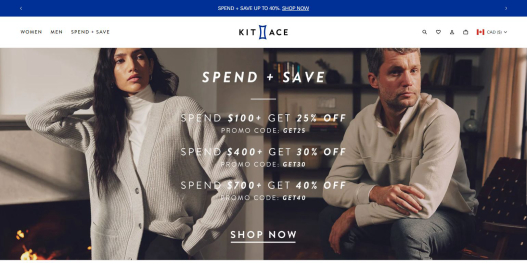 SPEND + SAVE UP TO 40%. SHOP NOW
WOMEN MEN SPEND + SAVE
KIT ACE
CAD ($)
SPEND + SAVE
SPEND $100+ GET 25% OFF
PROMO CODE: GET25
SPEND $400+ GET 30% OFF
PROMO CODE: GET30
SPEND $700+ GET 40% OFF
PROMO CODE: GET40
SHOP NOW